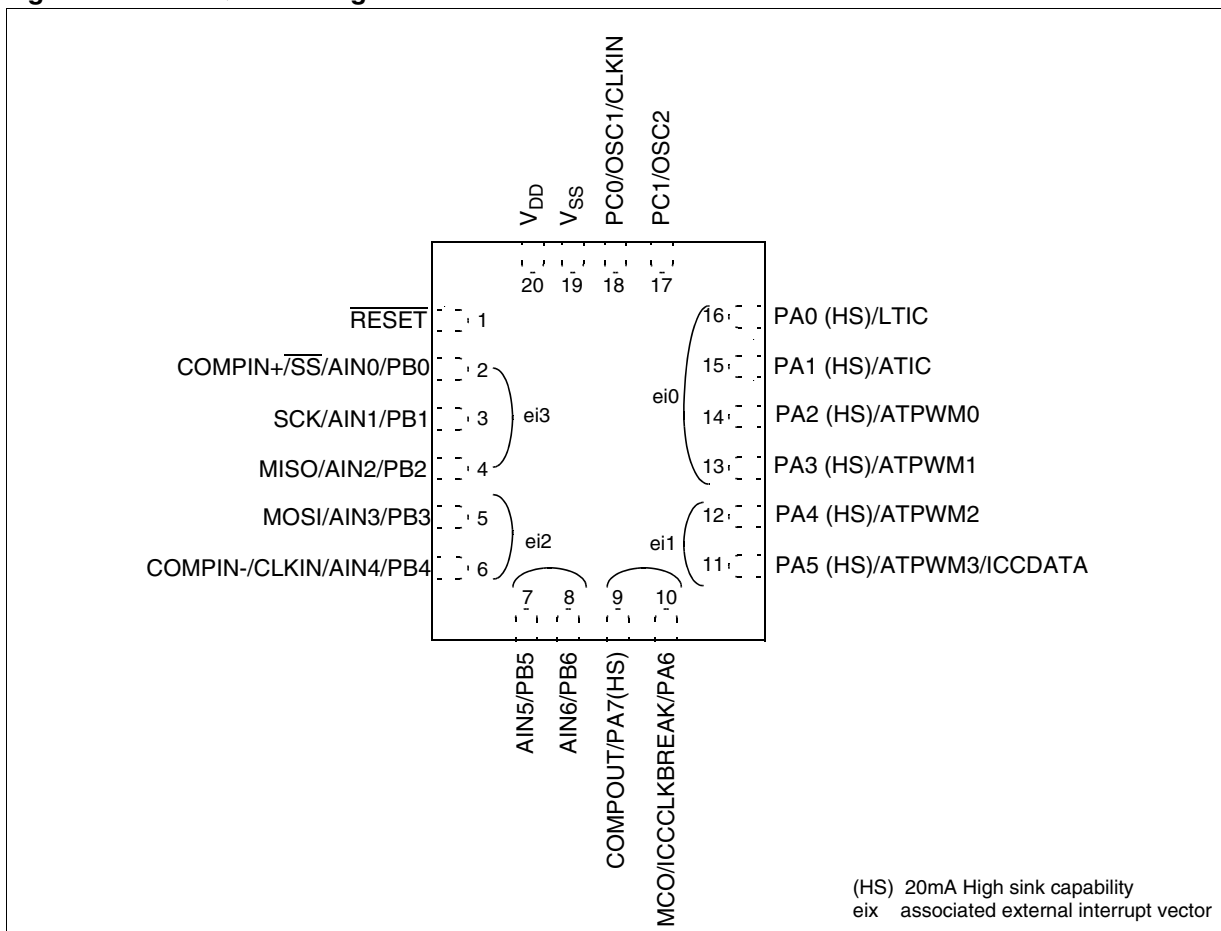 V_DD
V_SS
PC0/OSC1/CLKIN
PC1/OSC2
20
19
18
17
RESET
1
16
PA0 (HS)/LTIC
COMPIN+/SS/AIN0/PB0
2
15
PA1 (HS)/ATIC
ei3
ei0
SCK/AIN1/PB1
3
14
PA2 (HS)/ATPWM0
MISO/AIN2/PB2
4
13
PA3 (HS)/ATPWM1
MOSI/AIN3/PB3
5
12
PA4 (HS)/ATPWM2
ei2
ei1
COMPIN-/CLKIN/AIN4/PB4
6
11
PA5 (HS)/ATPWM3/ICCDATA
7
8
9
10
AIN5/PB5
AIN6/PB6
COMPOUT/PA7(HS)
MCO/ICCCLKBREAK/PA6
(HS) 20mA High sink capability
eix associated external interrupt vector